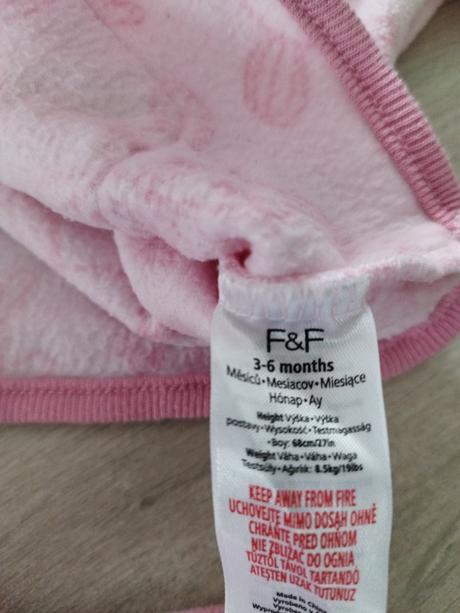 F&F
3-6 months
Měsíců•Mesiacov•Miesiące
Hónap•Ay
Height Výška•Výška
postavy•Wysokość•Testmagasság
•Boy: 68cm/27in
Weight Váha•Váha•Waga
Testsúly•Ağırlık: 8.5kg/19lbs
KEEP AWAY FROM FIRE
UCHOVEJTE MIMO DOSAH OHNĚ
CHRÁŇTE PRED OHŇOM
NIE ZBLIŻAĆ DO OGNIA
TŰZTŐL TÁVOL TARTANDÓ
ATEŞTEN UZAK TUTUNUZ
Made in China
Vyrobeno v